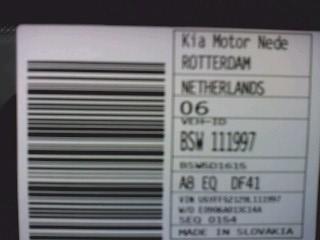 Kia Motor Nede
ROTTERDAM
NETHERLANDS
06
VEH-ID
BSW 111997
BSWSD1615
A8 EQ DF41
VIN
W/O
SEQ 0154
MADE IN SLOVAKIA